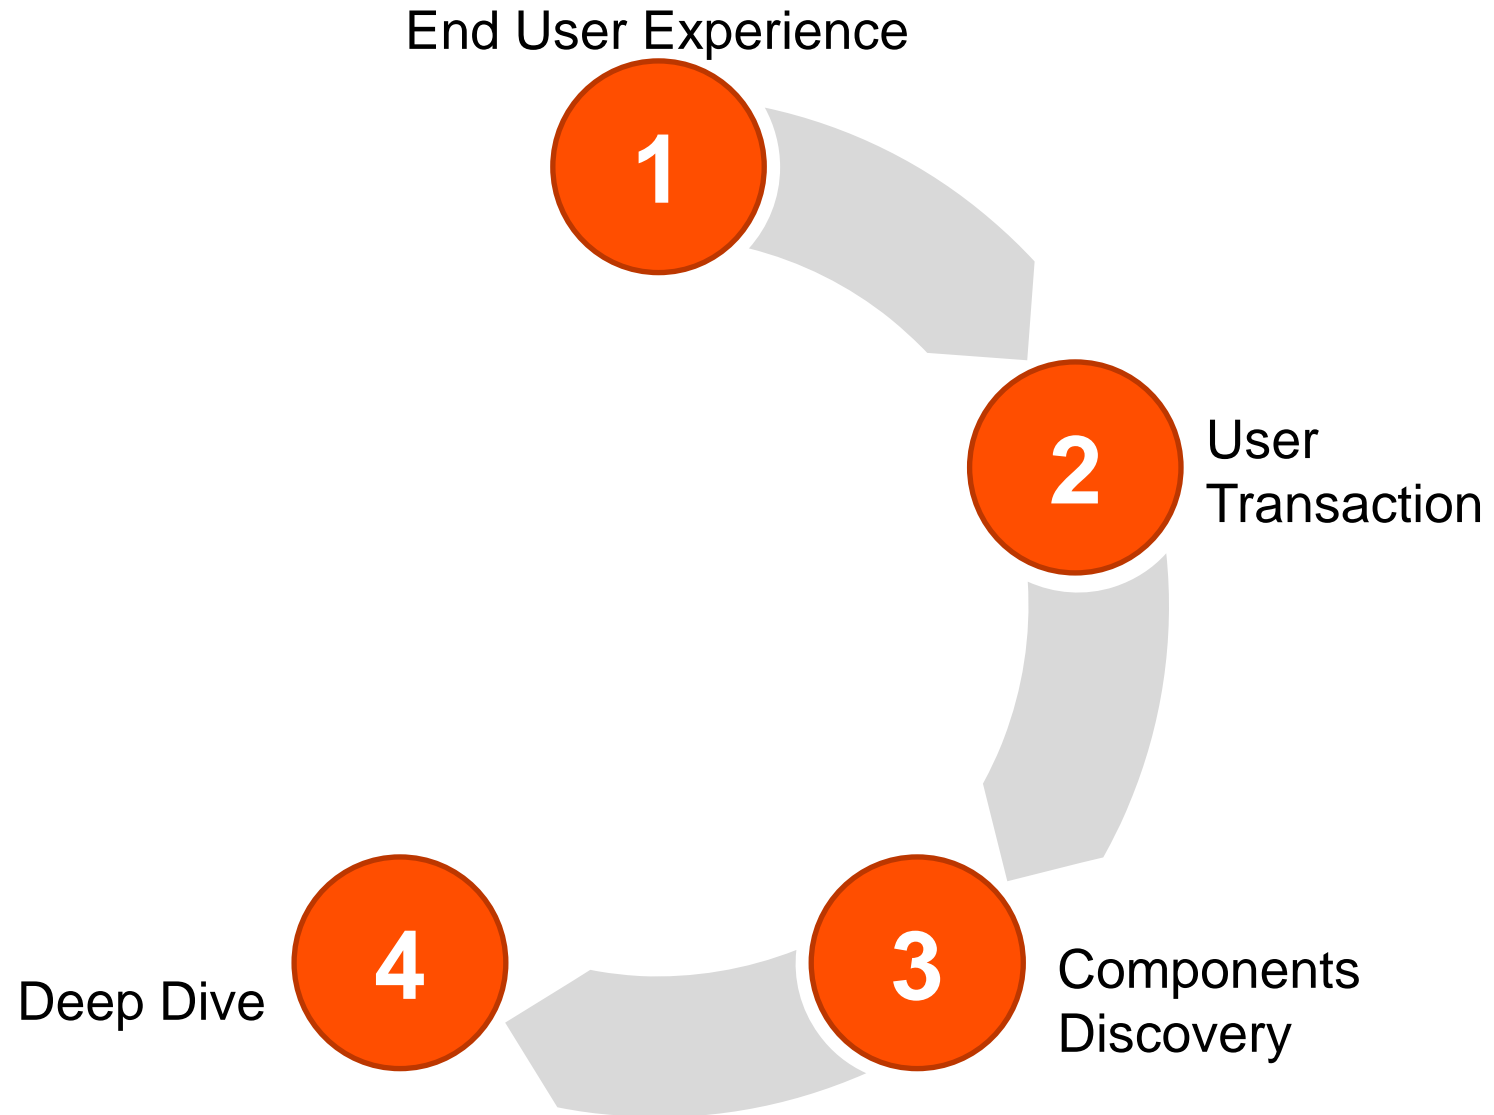 End User Experience
1
2
User
Transaction
3
Components
Discovery
4
Deep Dive